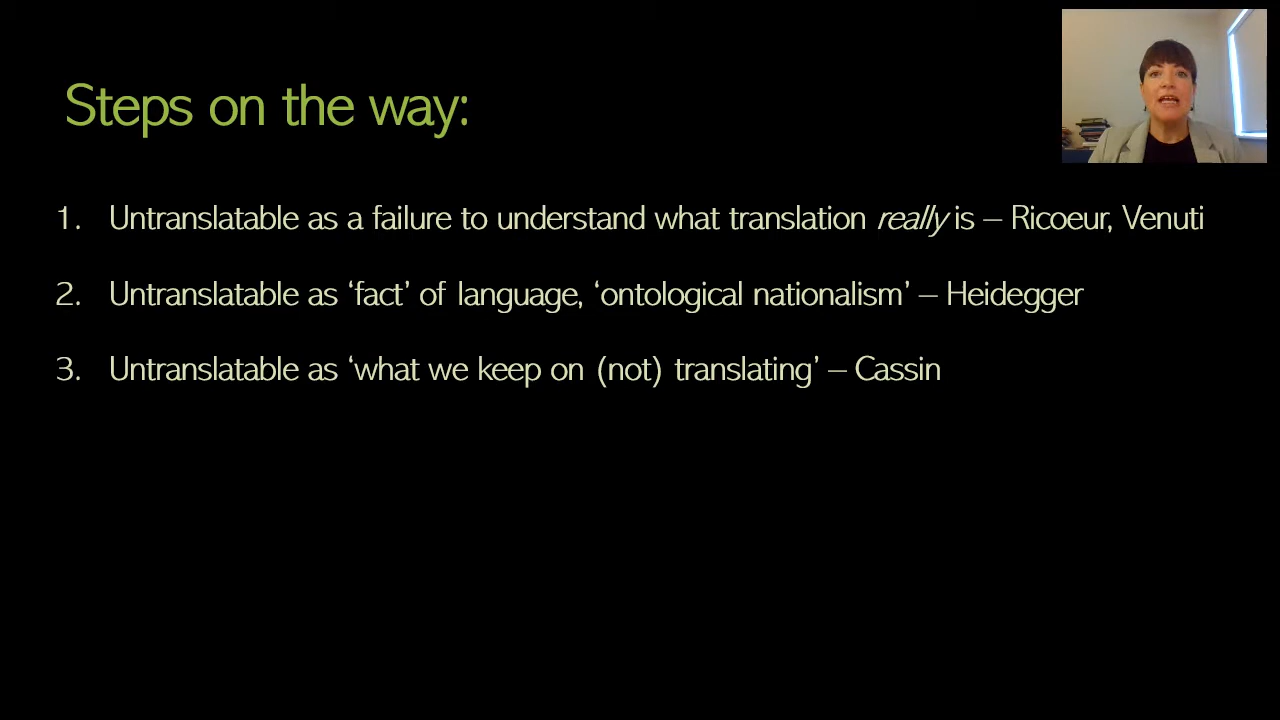 Steps on the way:
1. Untranslatable as a failure to understand what translation really is – Ricoeur, Venuti
2. Untranslatable as ‘fact’ of language, ‘ontological nationalism’ – Heidegger
3. Untranslatable as ‘what we keep on (not) translating’ – Cassin